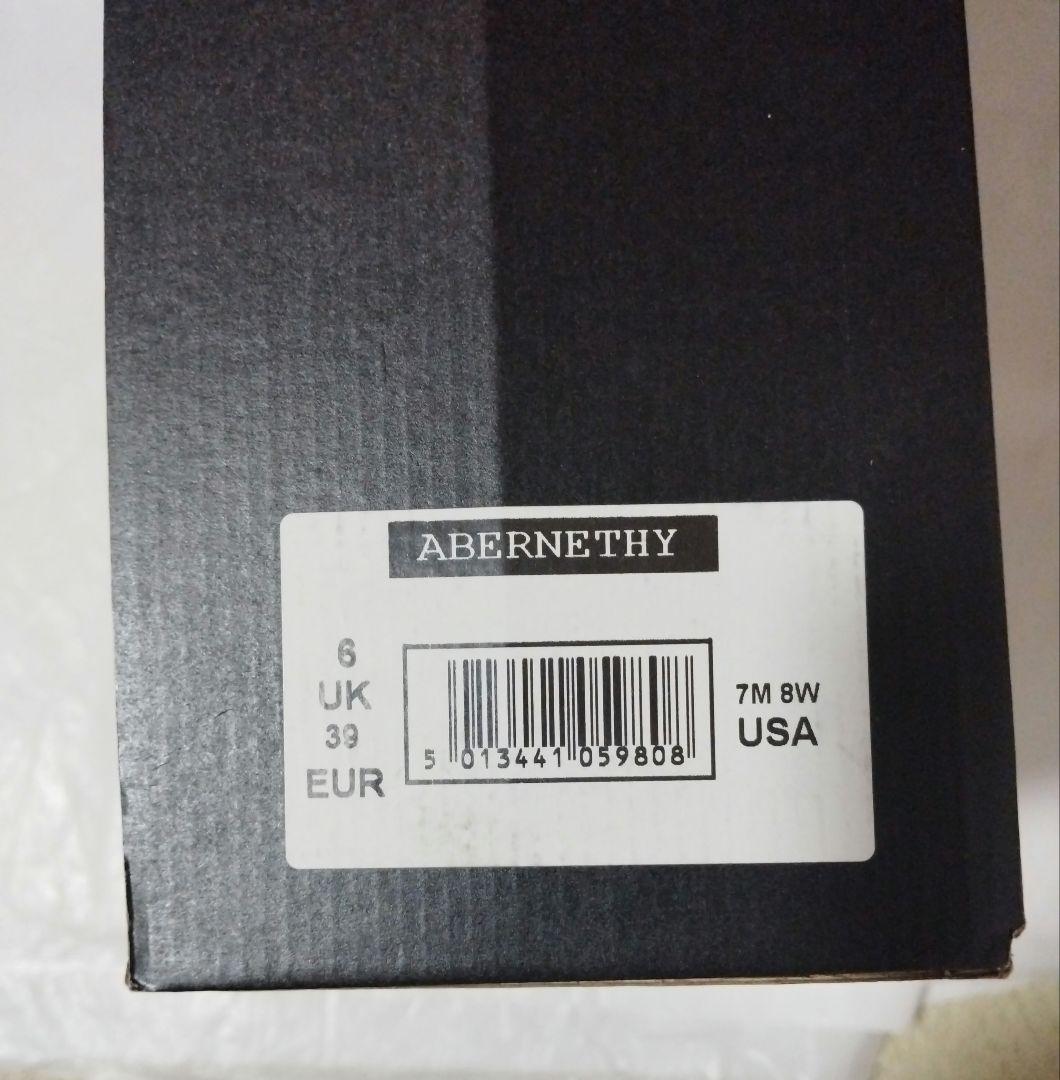 ABERNETHY
6
UK
39
EUR
5 013441 059808
7M 8W
USA